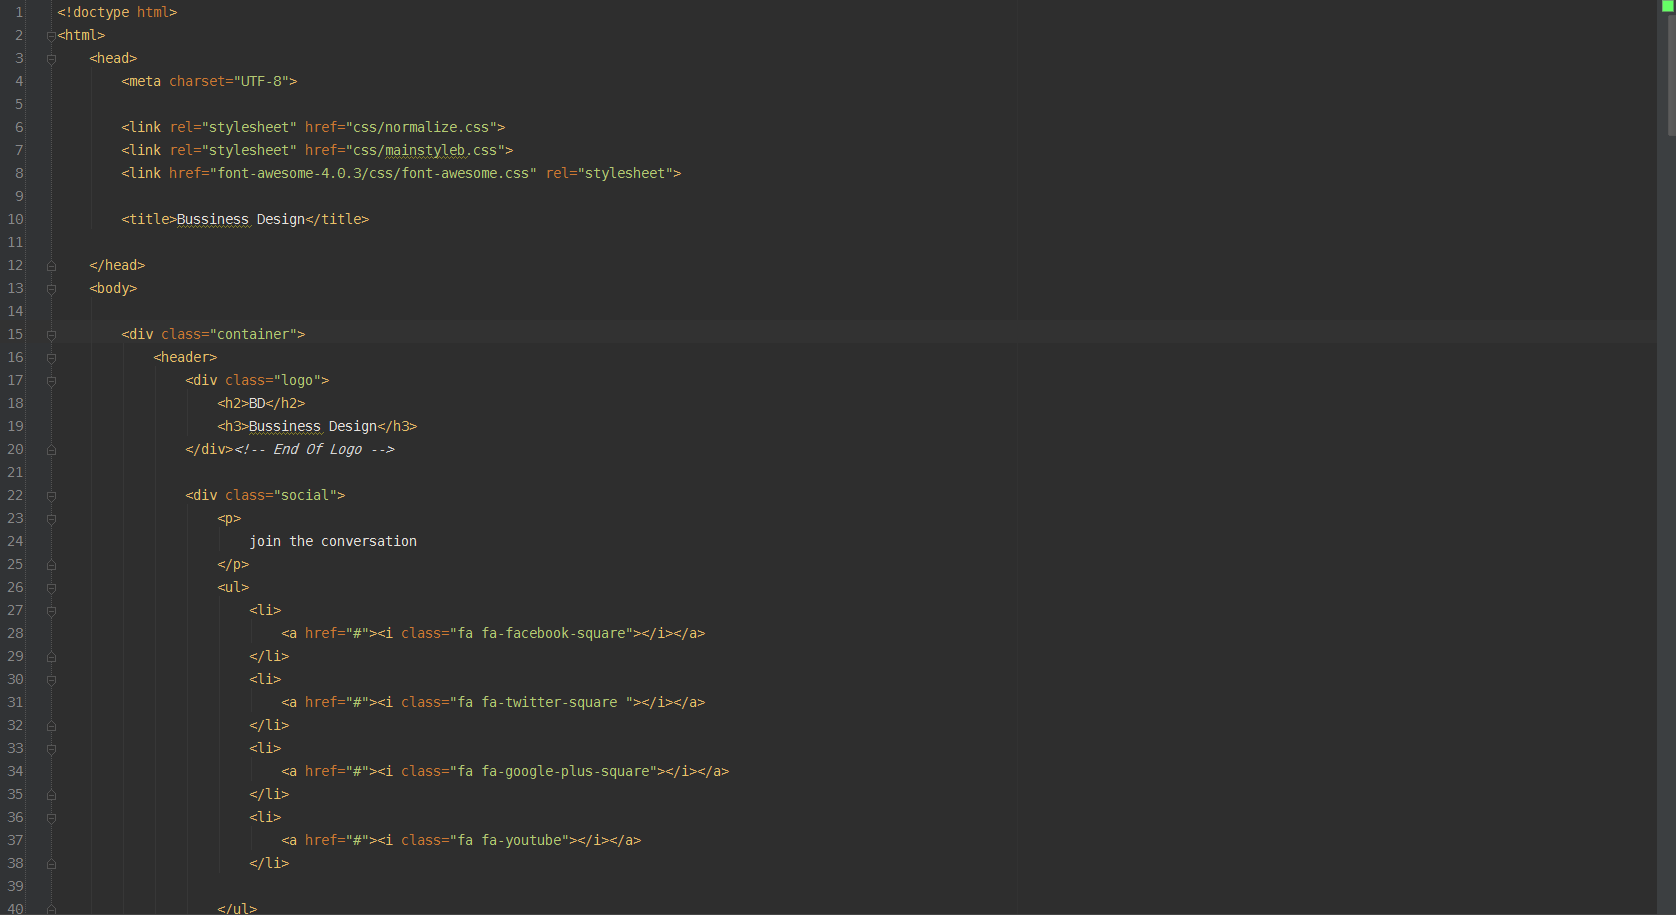 1 <!doctype html>
2 <html>
3 <head>
4 <meta charset="UTF-8">
5
6 <link rel="stylesheet" href="css/normalize.css">
7 <link rel="stylesheet" href="css/mainstyleb.css">
8 <link href="font-awesome-4.0.3/css/font-awesome.css" rel="stylesheet">
9
10 <title>Bussiness Design</title>
11
12 </head>
13 <body>
14
15 <div class="container">
16 <header>
17 <div class="logo">
18 <h2>BD</h2>
19 <h3>Bussiness Design</h3>
20 </div><!-- End Of Logo -->
21
22 <div class="social">
23 <p>
24 join the conversation
25 </p>
26 <ul>
27 <li>
28 <a href="#"><i class="fa fa-facebook-square"></i></a>
29 </li>
30 <li>
31 <a href="#"><i class="fa fa-twitter-square "></i></a>
32 </li>
33 <li>
34 <a href="#"><i class="fa fa-google-plus-square"></i></a>
35 </li>
36 <li>
37 <a href="#"><i class="fa fa-youtube"></i></a>
38 </li>
39
40 </ul>